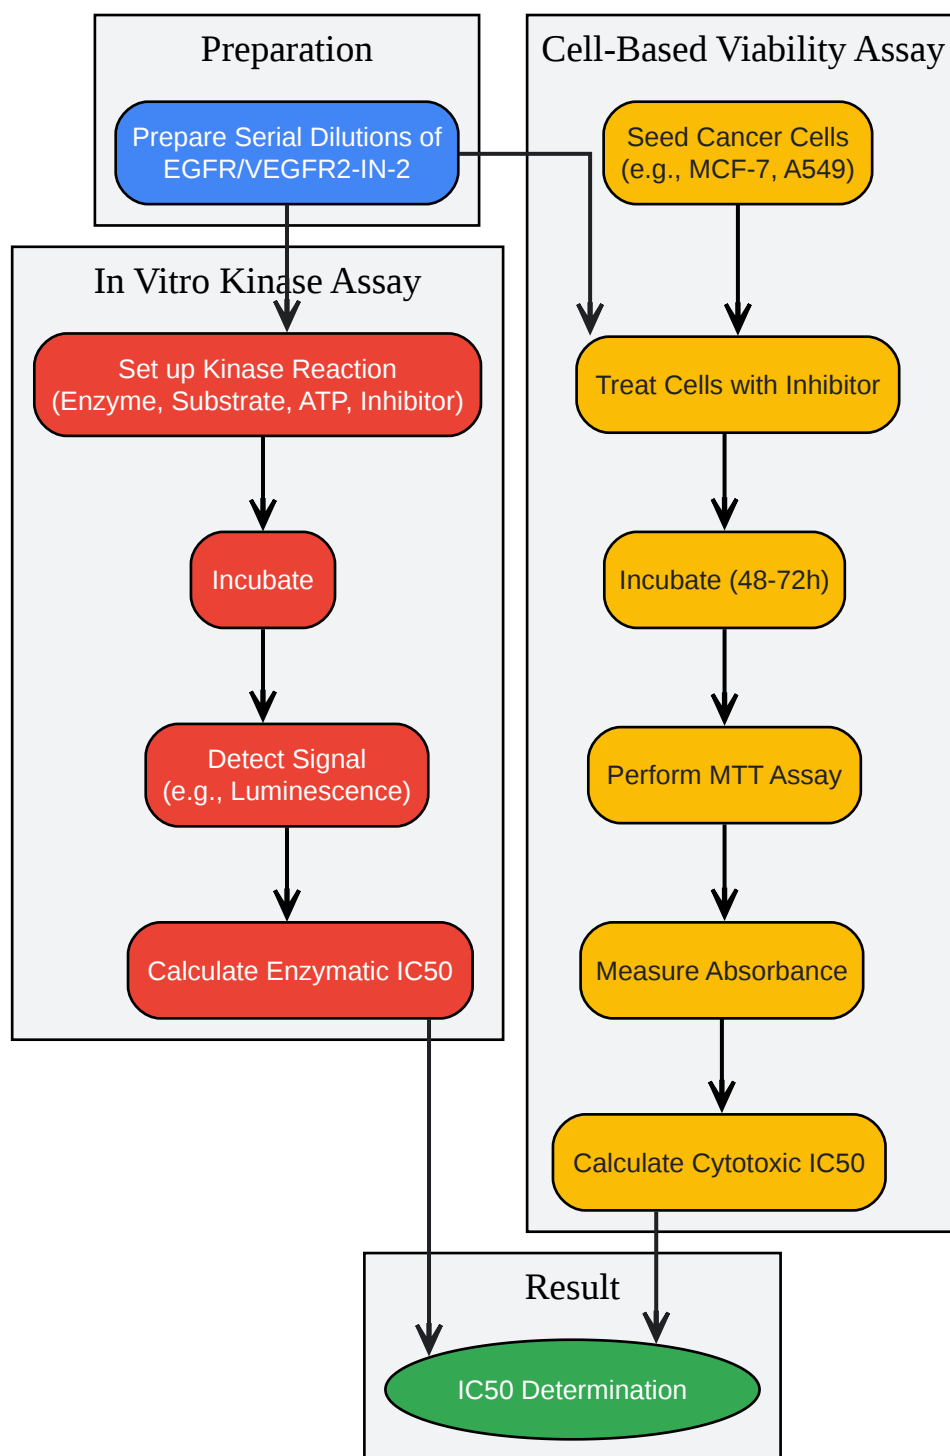 Preparation
Prepare Serial Dilutions of
EGFR/VEGFR2-IN-2
In Vitro Kinase Assay
Set up Kinase Reaction
(Enzyme, Substrate, ATP, Inhibitor)
Incubate
Detect Signal
(e.g., Luminescence)
Calculate Enzymatic IC50
Cell-Based Viability Assay
Seed Cancer Cells
(e.g., MCF-7, A549)
Treat Cells with Inhibitor
Incubate (48-72h)
Perform MTT Assay
Measure Absorbance
Calculate Cytotoxic IC50
Result
IC50 Determination